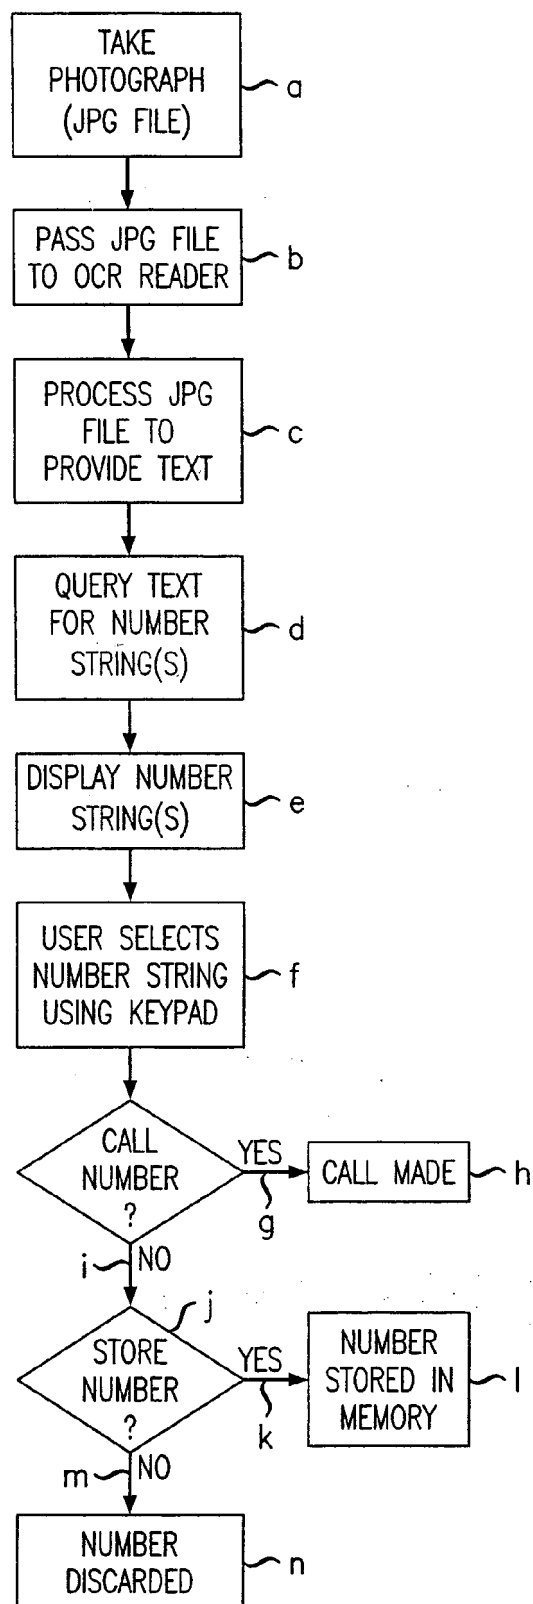 TAKE
PHOTOGRAPH
(JPG FILE)
a
PASS JPG FILE
TO OCR READER
b
PROCESS JPG
FILE TO
PROVIDE TEXT
c
QUERY TEXT
FOR NUMBER
STRING(S)
d
DISPLAY NUMBER
STRING(S)
e
USER SELECTS
NUMBER STRING
USING KEYPAD
f
CALL
NUMBER
?
YES
g
CALL MADE
h
i
NO
j
STORE
NUMBER
?
YES
k
NUMBER
STORED IN
MEMORY
l
m
NO
NUMBER
DISCARDED
n